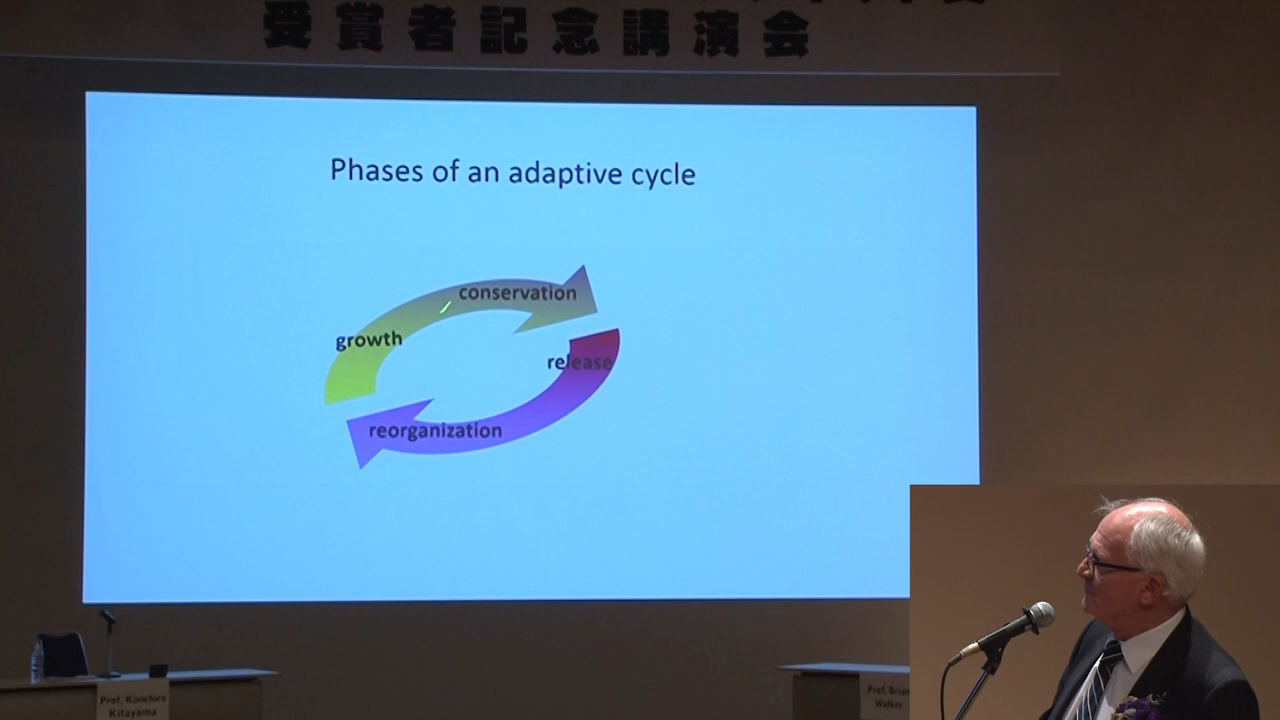 受賞者記念講演会
Phases of an adaptive cycle
conservation
growth
release
reorganization
Prof. Kanehiro
Kitayama
Prof. Brian
Walker